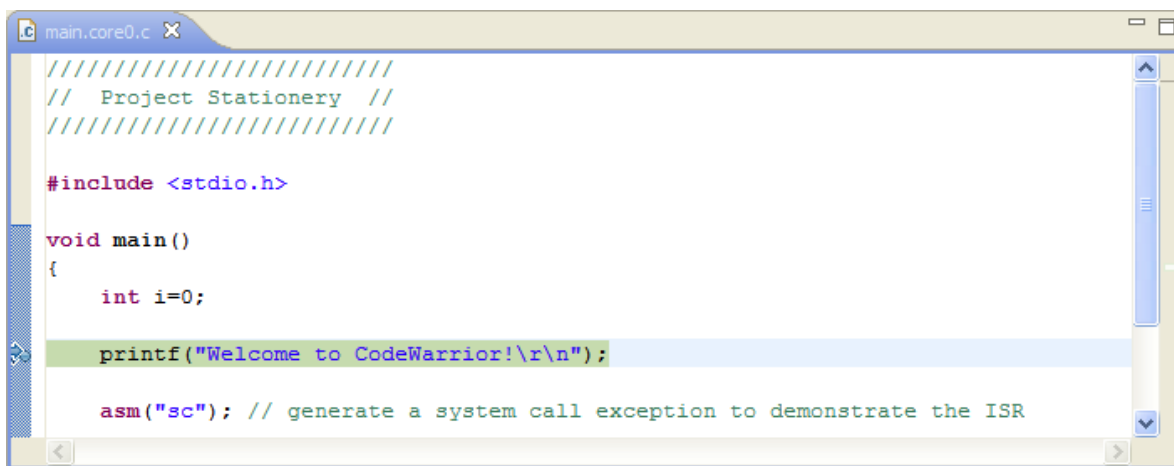 .c main.core0.c
//////////////////////////
//  Project Stationery  //
//////////////////////////
#include <stdio.h>
void main()
{
    int i=0;
    printf("Welcome to CodeWarrior!\r\n");
    asm("sc"); // generate a system call exception to demonstrate the ISR